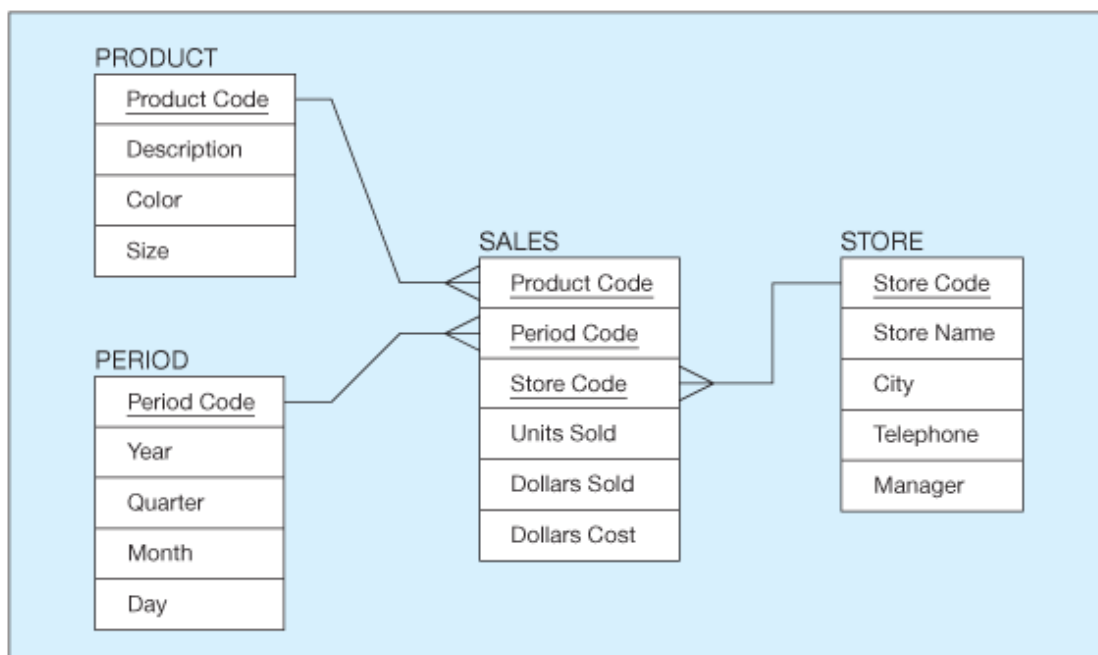 PRODUCT
Product Code
Description
Color
Size
PERIOD
Period Code
Year
Quarter
Month
Day
SALES
Product Code
Period Code
Store Code
Units Sold
Dollars Sold
Dollars Cost
STORE
Store Code
Store Name
City
Telephone
Manager